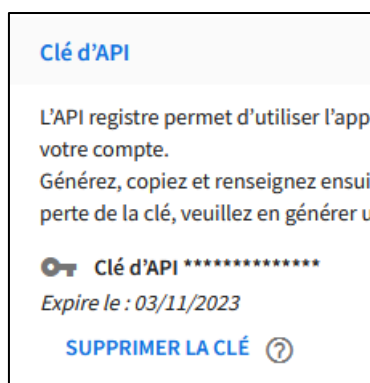 Clé d’API
L’API registre permet d’utiliser l’app
votre compte.
Générez, copiez et renseignez ensui
perte de la clé, veuillez en générer u
Clé d’API **************
Expire le : 03/11/2023
SUPPRIMER LA CLÉ ?